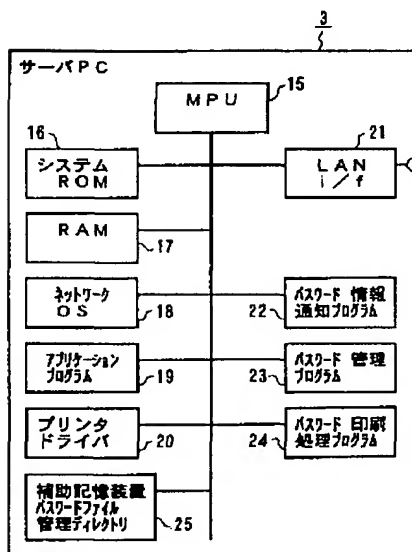 3
サーバPC
MPU
15
16
システム
ROM
21
LAN
i/f
RAM
17
ネットワーク
OS
18
パスワード 情報
通知プログラム
22
アプリケーション
プログラム
19
パスワード 管理
プログラム
23
プリンタ
ドライバ
20
パスワード 印刷
処理プログラム
24
補助記憶装置
パスワードファイル
管理ディレクトリ
25